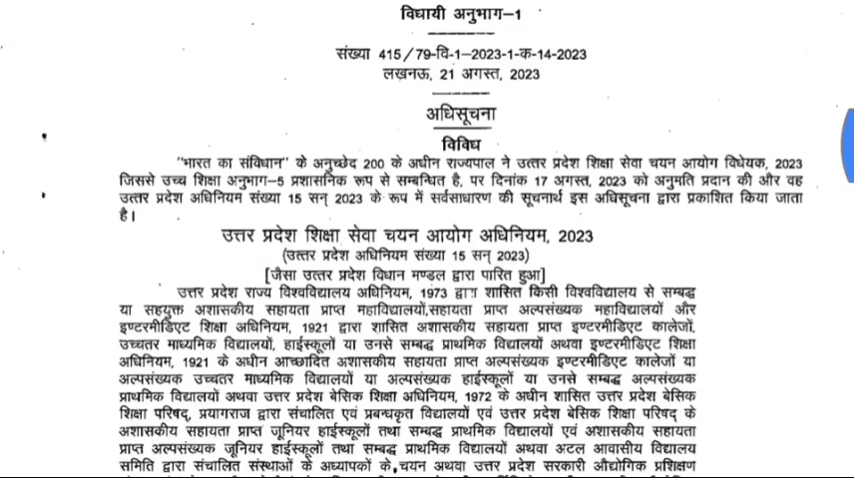 विधायी अनुभाग–1
संख्या 415/79-वि-1–2023-1-क-14-2023
लखनऊ, 21 अगस्त, 2023
अधिसूचना
विविध
"भारत का संविधान" के अनुच्छेद 200 के अधीन राज्यपाल ने उत्तर प्रदेश शिक्षा सेवा चयन आयोग विधेयक, 2023
जिससे उच्च शिक्षा अनुभाग–5 प्रशासनिक रूप से सम्बन्धित है, पर दिनांक 17 अगस्त, 2023 को अनुमति प्रदान की और वह
उत्तर प्रदेश अधिनियम संख्या 15 सन् 2023 के रूप में सर्वसाधारण की सूचनार्थ इस अधिसूचना द्वारा प्रकाशित किया जाता
है।
उत्तर प्रदेश शिक्षा सेवा चयन आयोग अधिनियम, 2023
(उत्तर प्रदेश अधिनियम संख्या 15 सन् 2023)
[जैसा उत्तर प्रदेश विधान मण्डल द्वारा पारित हुआ]
उत्तर प्रदेश राज्य विश्वविद्यालय अधिनियम, 1973 द्वारा शासित किसी विश्वविद्यालय से सम्बद्ध
या सहयुक्त अशासकीय सहायता प्राप्त महाविद्यालयों,सहायता प्राप्त अल्पसंख्यक महाविद्यालयों और
इण्टरमीडिएट शिक्षा अधिनियम, 1921 द्वारा शासित अशासकीय सहायता प्राप्त इण्टरमीडिएट कालेजों,
उच्चतर माध्यमिक विद्यालयों, हाईस्कूलों या उनसे सम्बद्ध प्राथमिक विद्यालयों अथवा इण्टरमीडिएट शिक्षा
अधिनियम, 1921 के अधीन आच्छादित अशासकीय सहायता प्राप्त अल्पसंख्यक इण्टरमीडिएट कालेजों या
अल्पसंख्यक उच्चतर माध्यमिक विद्यालयों या अल्पसंख्यक हाईस्कूलों या उनसे सम्बद्ध अल्पसंख्यक
प्राथमिक विद्यालयों अथवा उत्तर प्रदेश बेसिक शिक्षा अधिनियम, 1972 के अधीन शासित उत्तर प्रदेश बेसिक
शिक्षा परिषद्, प्रयागराज द्वारा संचालित एवं प्रबन्धकृत विद्यालयों एवं उत्तर प्रदेश बेसिक शिक्षा परिषद के
अशासकीय सहायता प्राप्त जूनियर हाईस्कूलों तथा सम्बद्ध प्राथमिक विद्यालयों एवं अशासकीय सहायता
प्राप्त अल्पसंख्यक जूनियर हाईस्कूलों तथा सम्बद्ध प्राथमिक विद्यालयों अथवा अटल आवासीय विद्यालय
समिति द्वारा संचालित संस्थाओं के अध्यापकों के चयन अथवा उत्तर प्रदेश सरकारी औद्योगिक प्रशिक्षण